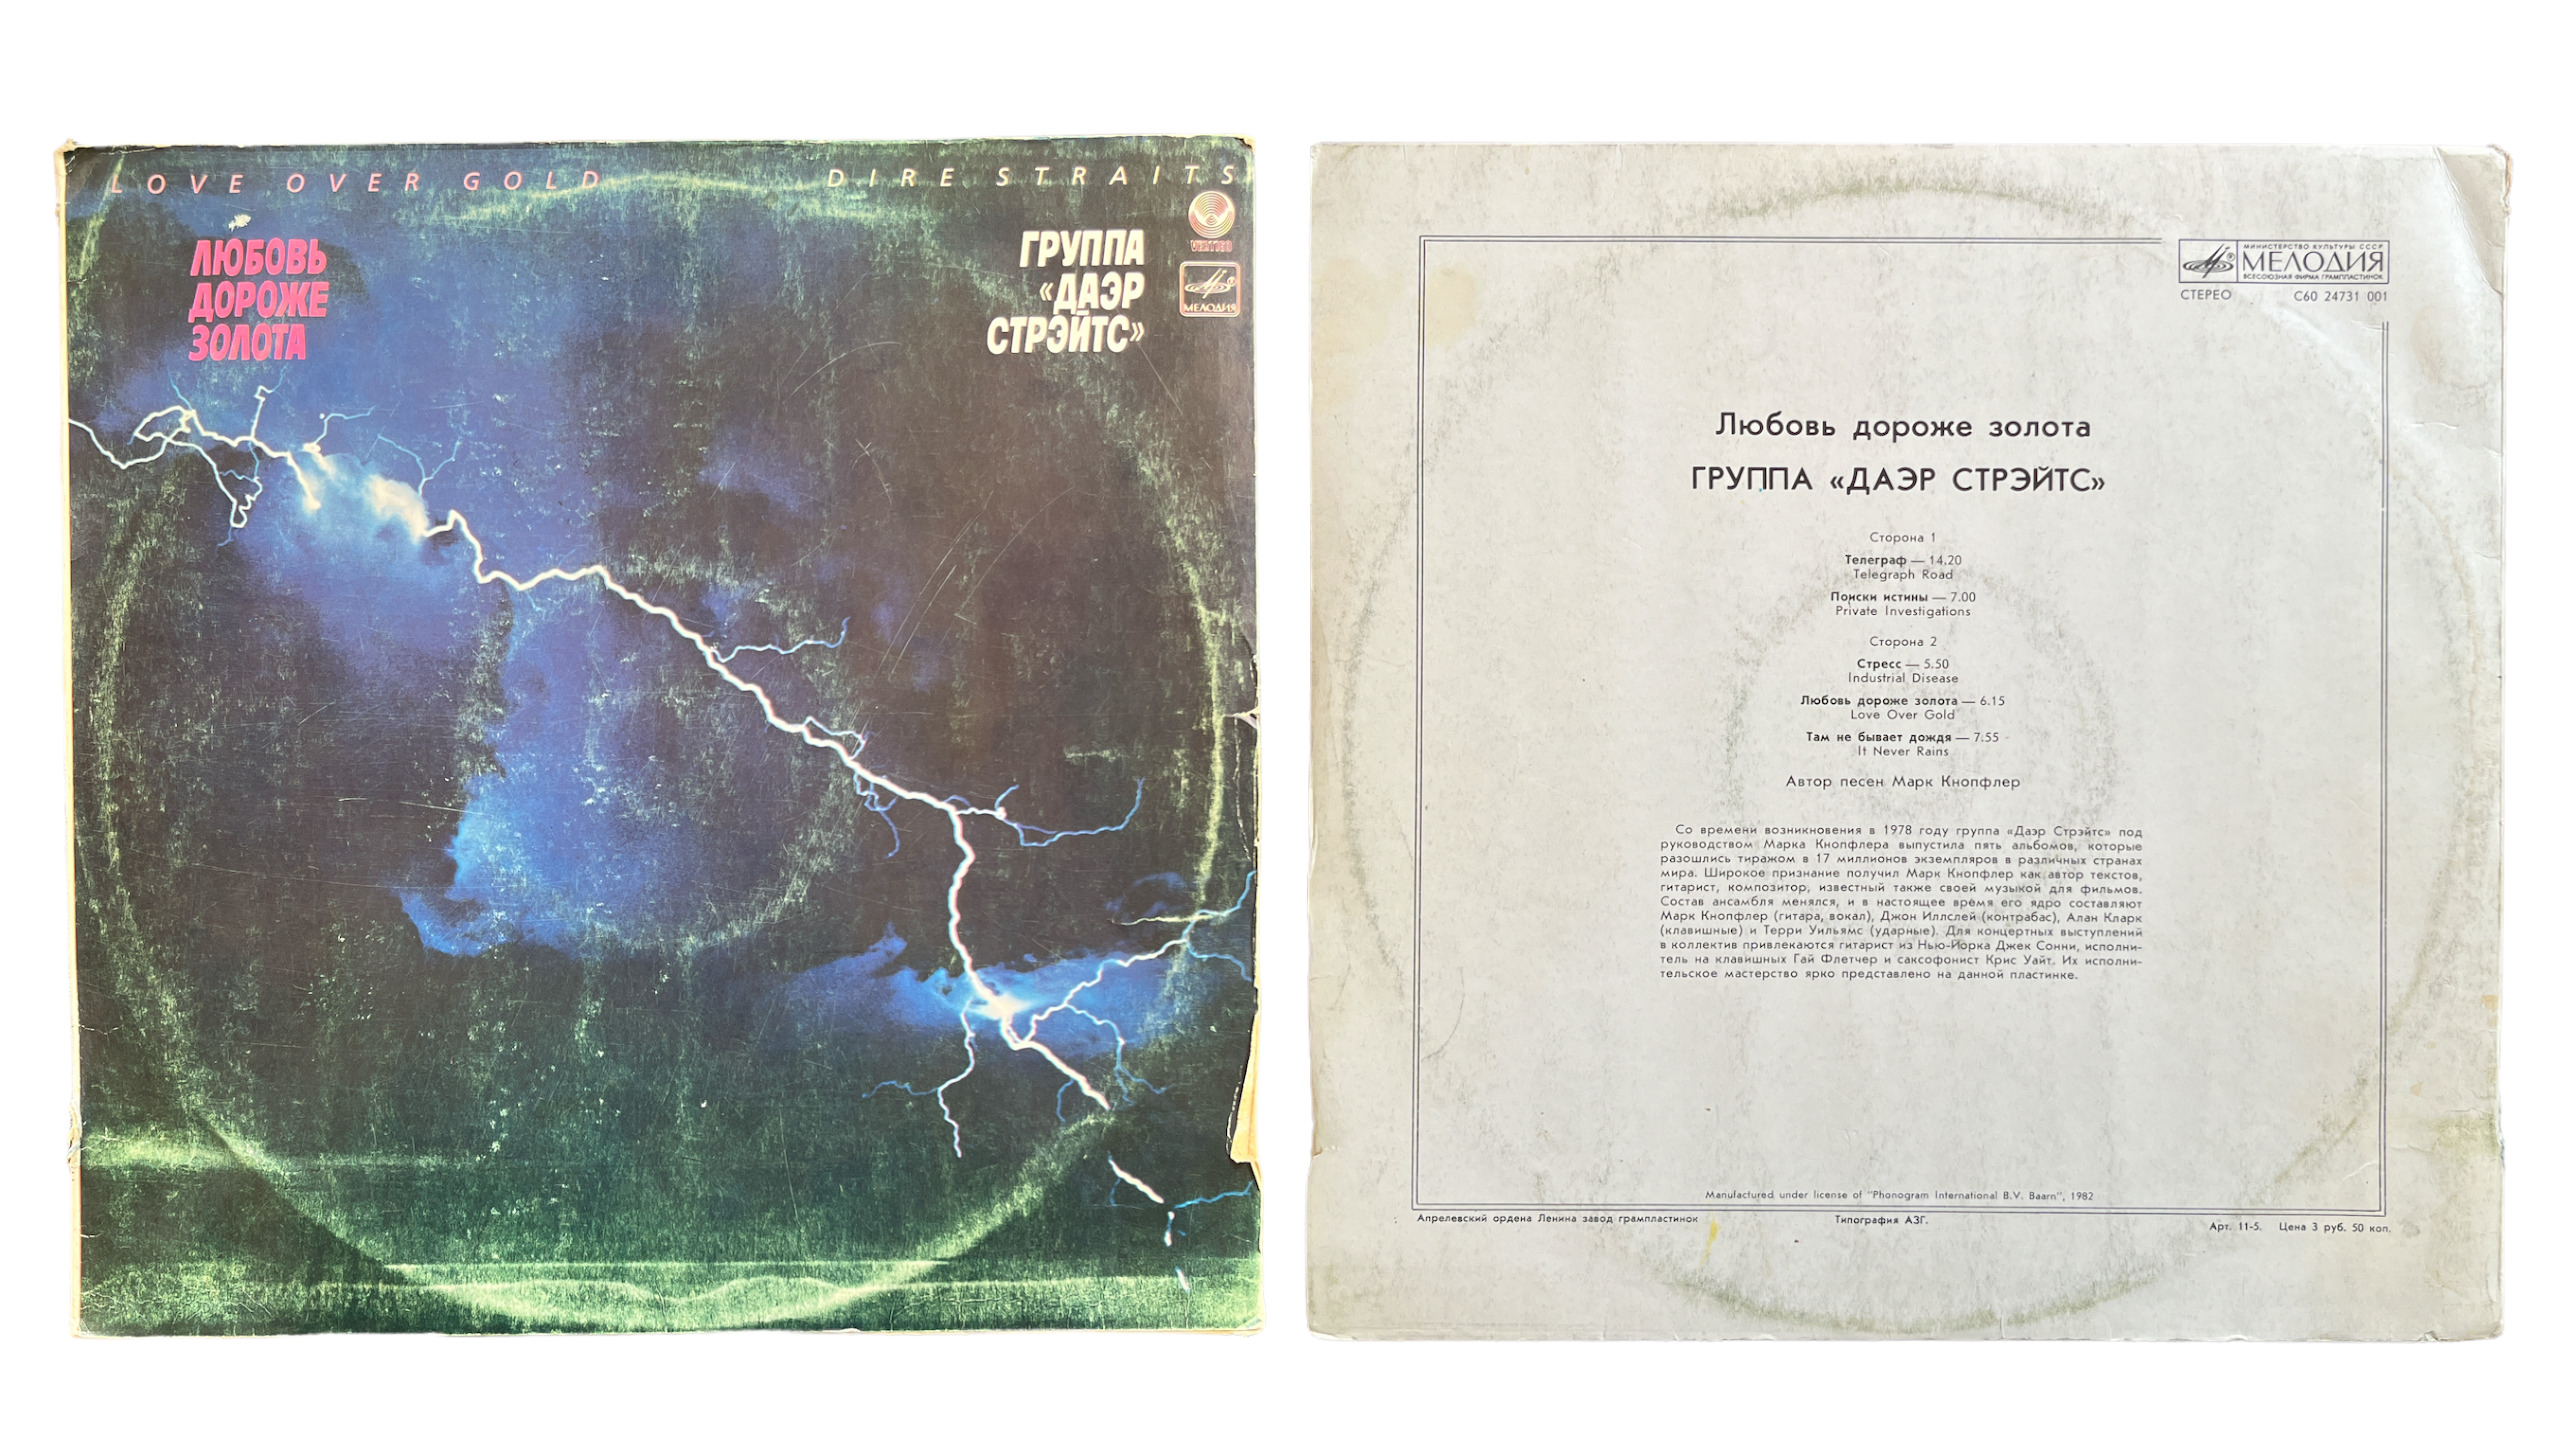 LOVE OVER GOLD
DIRE STRAITS
VERTIGO
ЛЮБОВЬ
ДОРОЖЕ
ЗОЛОТА
ГРУППА
«ДАЭР
СТРЭЙТС»
МЕЛОДИЯ
МИНИСТЕРСТВО КУЛЬТУРЫ СССР
МЕЛОДИЯ
ВСЕСОЮЗНАЯ ФИРМА ГРАМПЛАСТИНОК
СТЕРЕО С60 24731 001
Любовь дороже золота
ГРУППА «ДАЭР СТРЭЙТС»
Сторона 1
Телеграф — 14.20
Telegraph Road
Поиски истины — 7.00
Private Investigations
Сторона 2
Стресс — 5.50
Industrial Disease
Любовь дороже золота — 6.15
Love Over Gold
Там не бывает дождя — 7.55
It Never Rains
Автор песен Марк Кнопфлер
Со времени возникновения в 1978 году группа «Даэр Стрэйтс» под
руководством Марка Кнопфлера выпустила пять альбомов, которые
разошлись тиражом в 17 миллионов экземпляров в различных странах
мира. Широкое признание получил Марк Кнопфлер как автор текстов,
гитарист, композитор, известный также своей музыкой для фильмов.
Состав ансамбля менялся, и в настоящее время его ядро составляют
Марк Кнопфлер (гитара, вокал), Джон Иллслей (контрабас), Алан Кларк
(клавишные) и Терри Уильямс (ударные). Для концертных выступлений
в коллектив привлекаются гитарист из Нью-Йорка Джек Сонни, исполни-
тель на клавишных Гай Флетчер и саксофонист Крис Уайт. Их исполни-
тельское мастерство ярко представлено на данной пластинке.
Manufactured under license of "Phonogram International B.V. Baarn", 1982
Апрелевский ордена Ленина завод грампластинок Типография АЗГ. Арт. 11-5. Цена 3 руб. 50 коп.